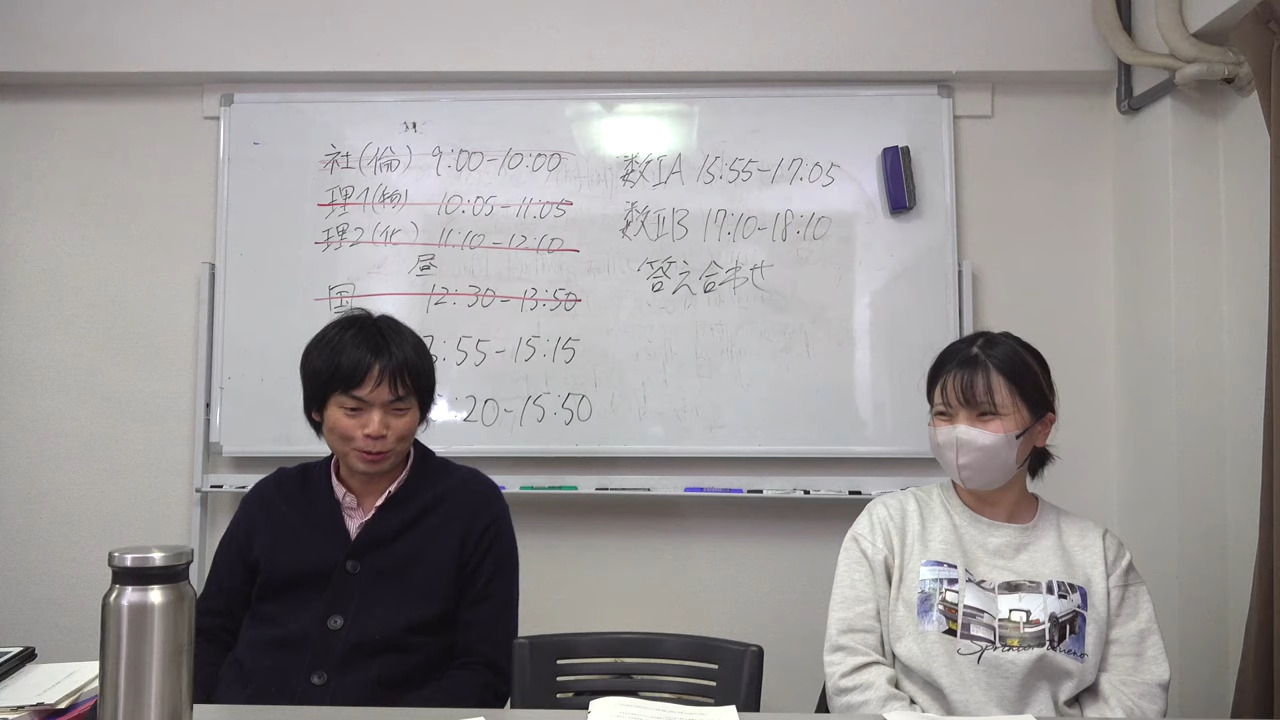 社(倫) 9:00-10:00
理1(物) 10:05-11:05
理2(化) 11:10-12:10
昼
国 12:30-13:50
:55-15:15
:20-15:50
数IA 15:55-17:05
数IIB 17:10-18:10
答え合わせ